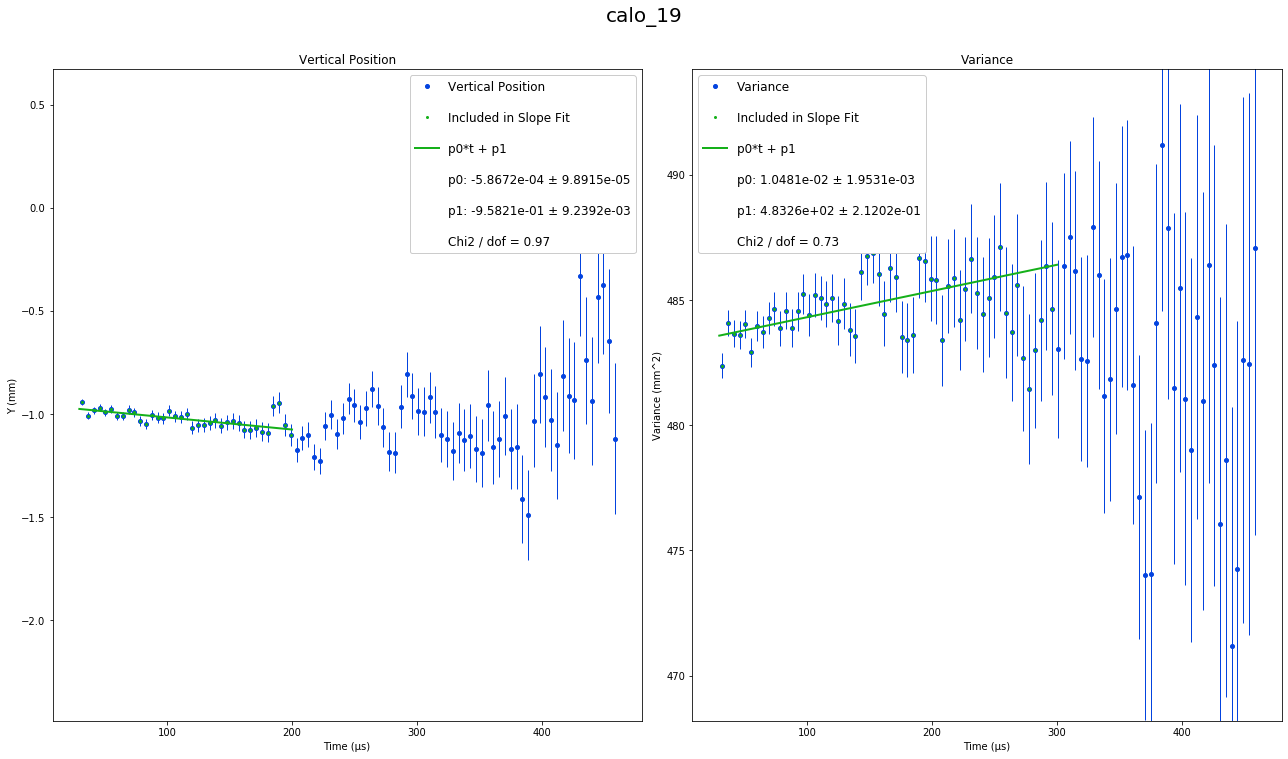 calo_19
Vertical Position
Vertical Position
Included in Slope Fit
p0*t + p1
p0: -5.8672e-04 ± 9.8915e-05
p1: -9.5821e-01 ± 9.2392e-03
Chi2 / dof = 0.97
0.5
0.0
−0.5
−1.0
−1.5
−2.0
Y (mm)
100
200
300
400
Time (µs)
Variance
Variance
Included in Slope Fit
p0*t + p1
p0: 1.0481e-02 ± 1.9531e-03
p1: 4.8326e+02 ± 2.1202e-01
Chi2 / dof = 0.73
490
485
480
475
470
Variance (mm^2)
100
200
300
400
Time (µs)